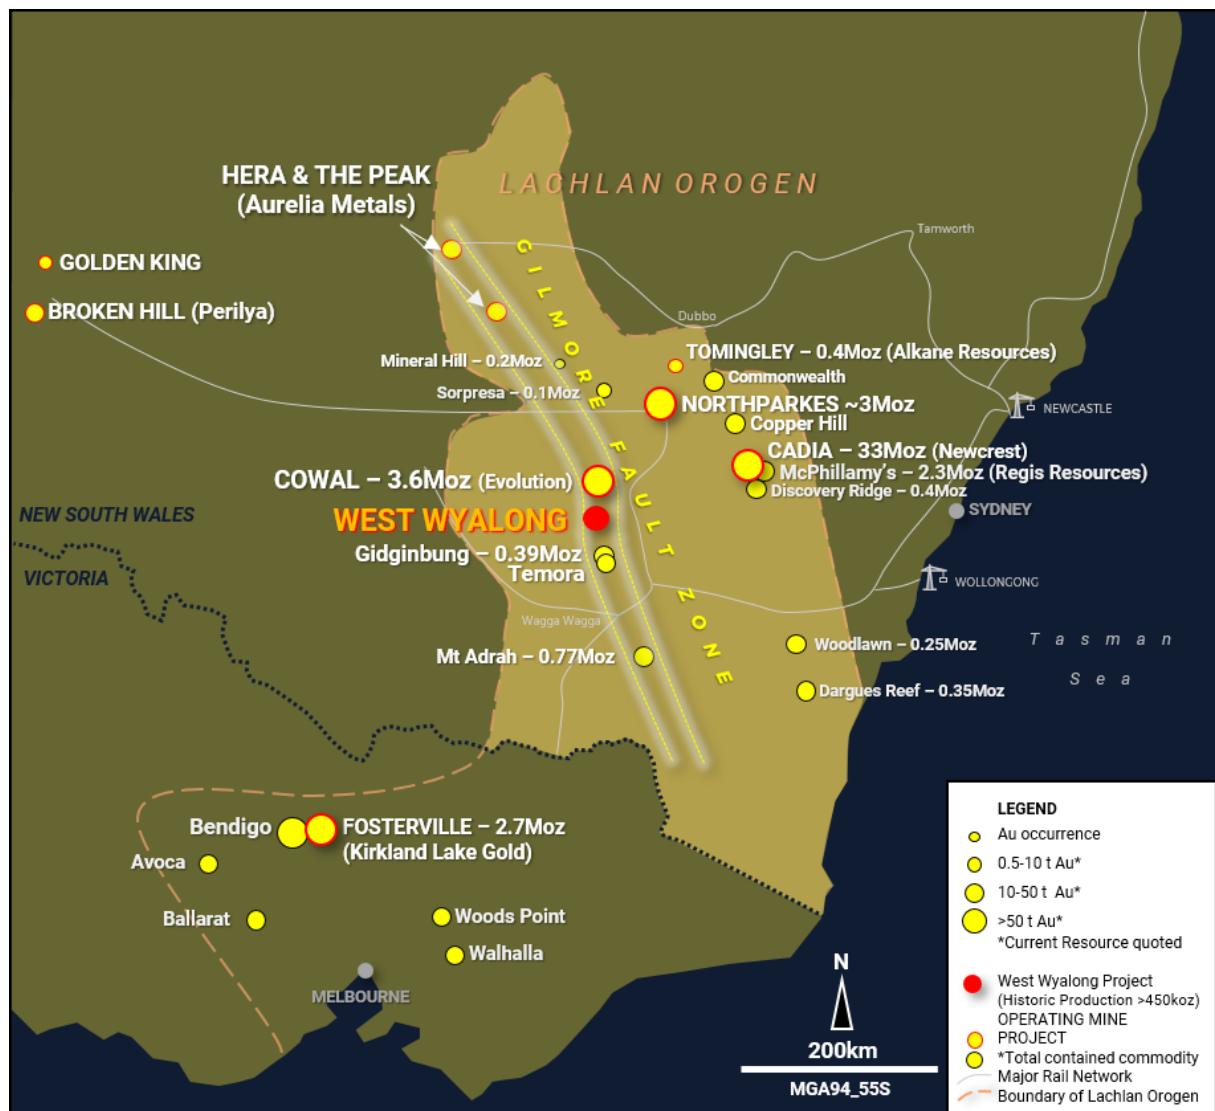 LACHLAN OROGEN
HERA & THE PEAK
(Aurelia Metals)
Tamworth
GOLDEN KING
BROKEN HILL (Perilya)
GILMORE FAULT ZONE
Dubbo
Mineral Hill – 0.2Moz
TOMINGLEY – 0.4Moz (Alkane Resources)
Commonwealth
Sorpresa – 0.1Moz
NORTHPARKES ~3Moz
NEWCASTLE
Copper Hill
CADIA – 33Moz (Newcrest)
McPhillamy's – 2.3Moz (Regis Resources)
Discovery Ridge – 0.4Moz
COWAL – 3.6Moz (Evolution)
SYDNEY
NEW SOUTH WALES
WEST WYALONG
Gidginbung – 0.39Moz
Temora
VICTORIA
WOLLONGONG
Wagga Wagga
Tasman
Sea
Woodlawn – 0.25Moz
Mt Adrah – 0.77Moz
Dargues Reef – 0.35Moz
Bendigo
FOSTERVILLE – 2.7Moz
(Kirkland Lake Gold)
Avoca
Ballarat
Woods Point
Walhalla
MELBOURNE
N
200km
MGA94_55S
LEGEND
Au occurrence
0.5-10 t Au*
10-50 t Au*
>50 t Au*
*Current Resource quoted
West Wyalong Project
(Historic Production >450koz)
OPERATING MINE
PROJECT
*Total contained commodity
Major Rail Network
Boundary of Lachlan Orogen